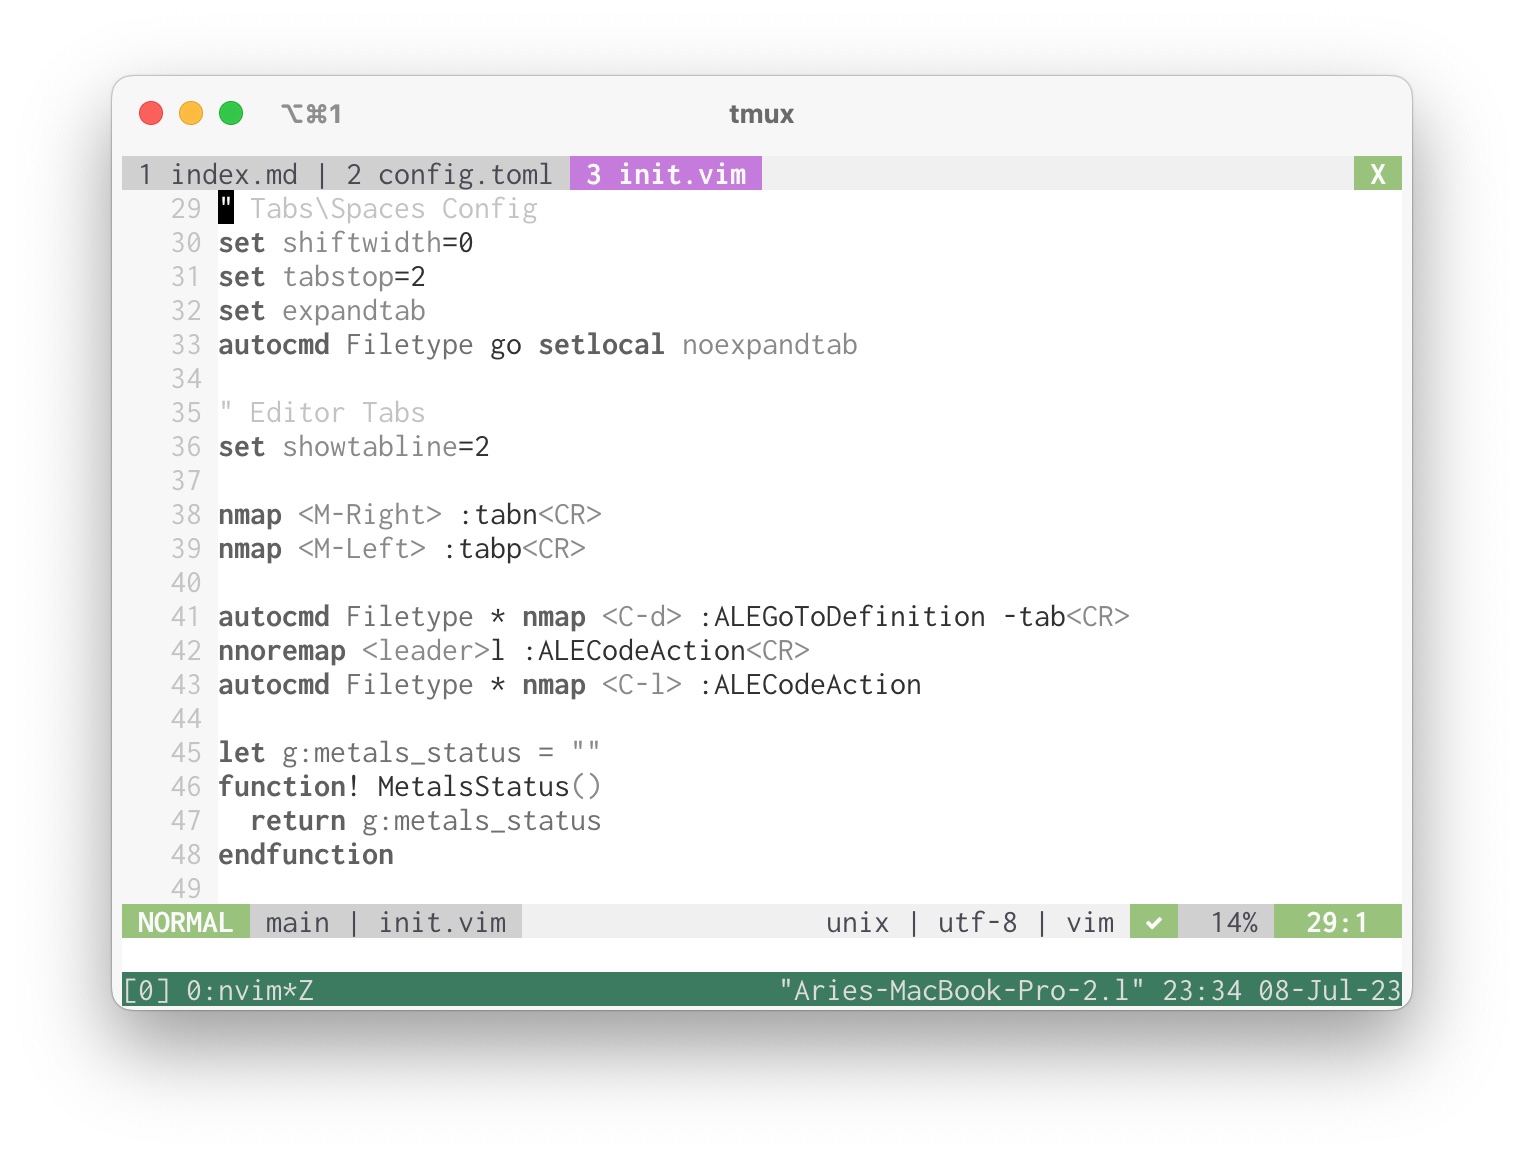 ⌥⌘1 tmux
1 index.md | 2 config.toml 3 init.vim X
29 " Tabs\Spaces Config
30 set shiftwidth=0
31 set tabstop=2
32 set expandtab
33 autocmd Filetype go setlocal noexpandtab
34
35 " Editor Tabs
36 set showtabline=2
37
38 nmap <M-Right> :tabn<CR>
39 nmap <M-Left> :tabp<CR>
40
41 autocmd Filetype * nmap <C-d> :ALEGoToDefinition -tab<CR>
42 nnoremap <leader>l :ALECodeAction<CR>
43 autocmd Filetype * nmap <C-l> :ALECodeAction
44
45 let g:metals_status = ""
46 function! MetalsStatus()
47   return g:metals_status
48 endfunction
49
NORMAL main | init.vim unix | utf-8 | vim ✓ 14% 29:1
[0] 0:nvim*Z "Aries-MacBook-Pro-2.l" 23:34 08-Jul-23